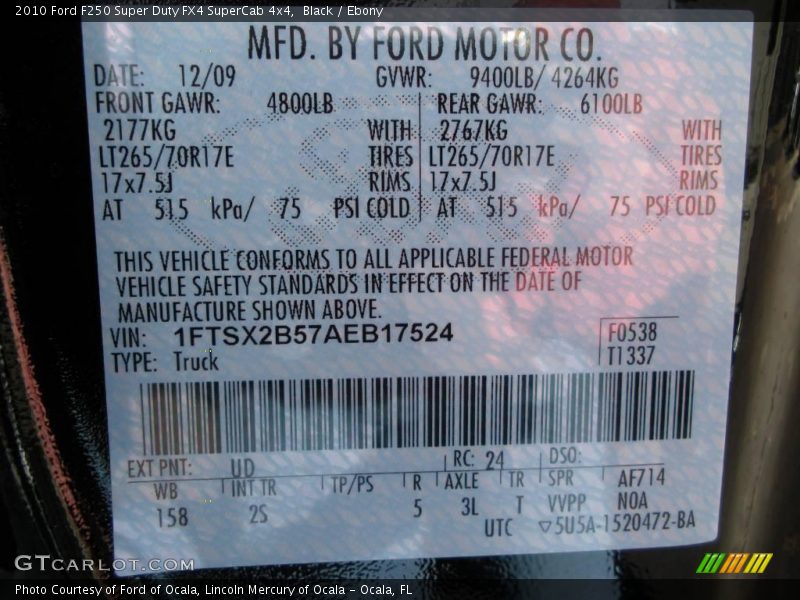 2010 Ford F250 Super Duty FX4 SuperCab 4x4, Black / Ebony
MFD. BY FORD MOTOR CO.
DATE: 12/09 GVWR: 9400LB/ 4264KG
FRONT GAWR: 4800LB REAR GAWR: 6100LB
2177KG WITH 2767KG WITH
LT265/70R17E TIRES LT265/70R17E TIRES
17x7.5J RIMS 17x7.5J RIMS
AT 515 kPa/ 75 PSI COLD AT 515 kPa/ 75 PSI COLD
THIS VEHICLE CONFORMS TO ALL APPLICABLE FEDERAL MOTOR
VEHICLE SAFETY STANDARDS IN EFFECT ON THE DATE OF
MANUFACTURE SHOWN ABOVE.
VIN: 1FTSX2B57AEB17524 F0538
TYPE: Truck T1337
EXT PNT: UD RC: 24 DSO:
WB INT TR TP/PS R AXLE TR SPR AF714
158 2S 5 3L T VVPP NOA
UTC ▽5U5A-1520472-BA
GTCarLot.com
Photo Courtesy of Ford of Ocala, Lincoln Mercury of Ocala - Ocala, FL